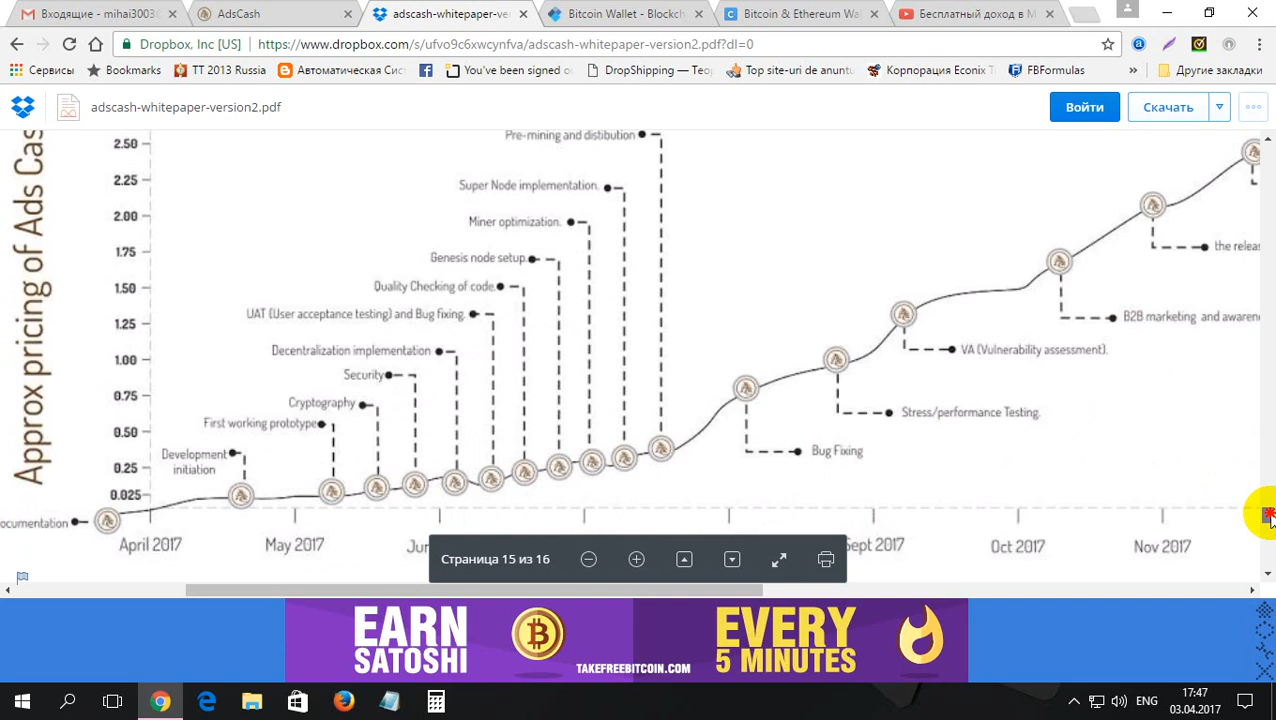 Входящие - mihai3003@
AdsCash
adscash-whitepaper-ver
Bitcoin Wallet - Blockch
Bitcoin & Ethereum Wa
Бесплатный доход в М
Dropbox, Inc [US]
https://www.dropbox.com/s/ufvo9c6xwqnfva/adscash-whitepaper-version2.pdf?dl=0
Сервисы
Bookmarks
TT 2013 Russia
Автоматическая Сис
You've been signed o
DropShipping — Teo
Top site-uri de anuntu
Корпорация Econix Te
FBFormulas
»
Другие закладки
adscash-whitepaper-version2.pdf
Войти
Скачать
Approx pricing of Ads Cas
2.50
2.25
2.00
1.75
1.50
1.25
1.00
0.75
0.50
0.25
0.025
Pre-mining and distibution
Super Node implementation.
Miner optimization.
Genesis node setup.
Quality Checking of code.
UAT (User acceptance testing) and Bug fixing.
Decentralization implementation
Security
Cryptography
First working prototype
Development
initiation
ocumentation
the relea
B2B marketing and awaren
VA (Vulnerability assessment).
Stress/performance Testing.
Bug Fixing
April 2017
May 2017
Jun
Sept 2017
Oct 2017
Nov 2017
Страница 15 из 16
EARN
SATOSHI
TAKEFREEBITCOIN.COM
EVERY
5 MINUTES
ENG
17:47
03.04.2017